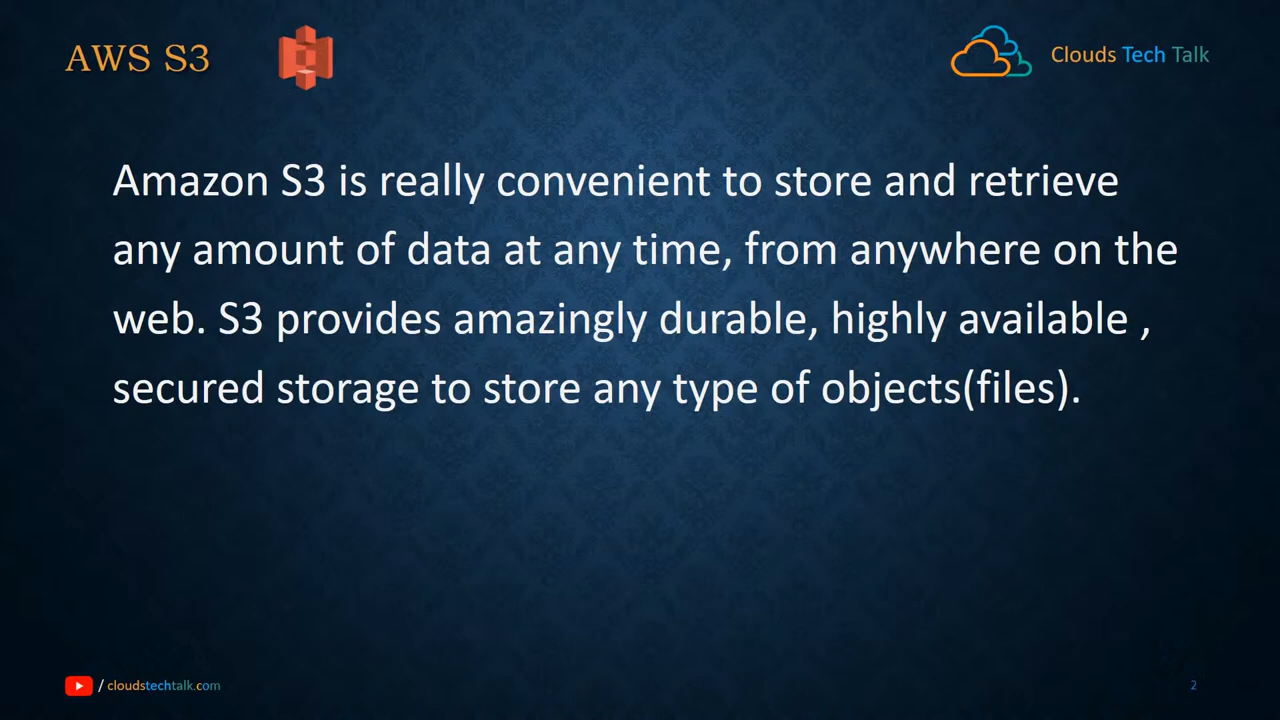 AWS S3
Clouds Tech Talk
Amazon S3 is really convenient to store and retrieve
any amount of data at any time, from anywhere on the
web. S3 provides amazingly durable, highly available ,
secured storage to store any type of objects(files).
/ cloudstechtalk.com
2